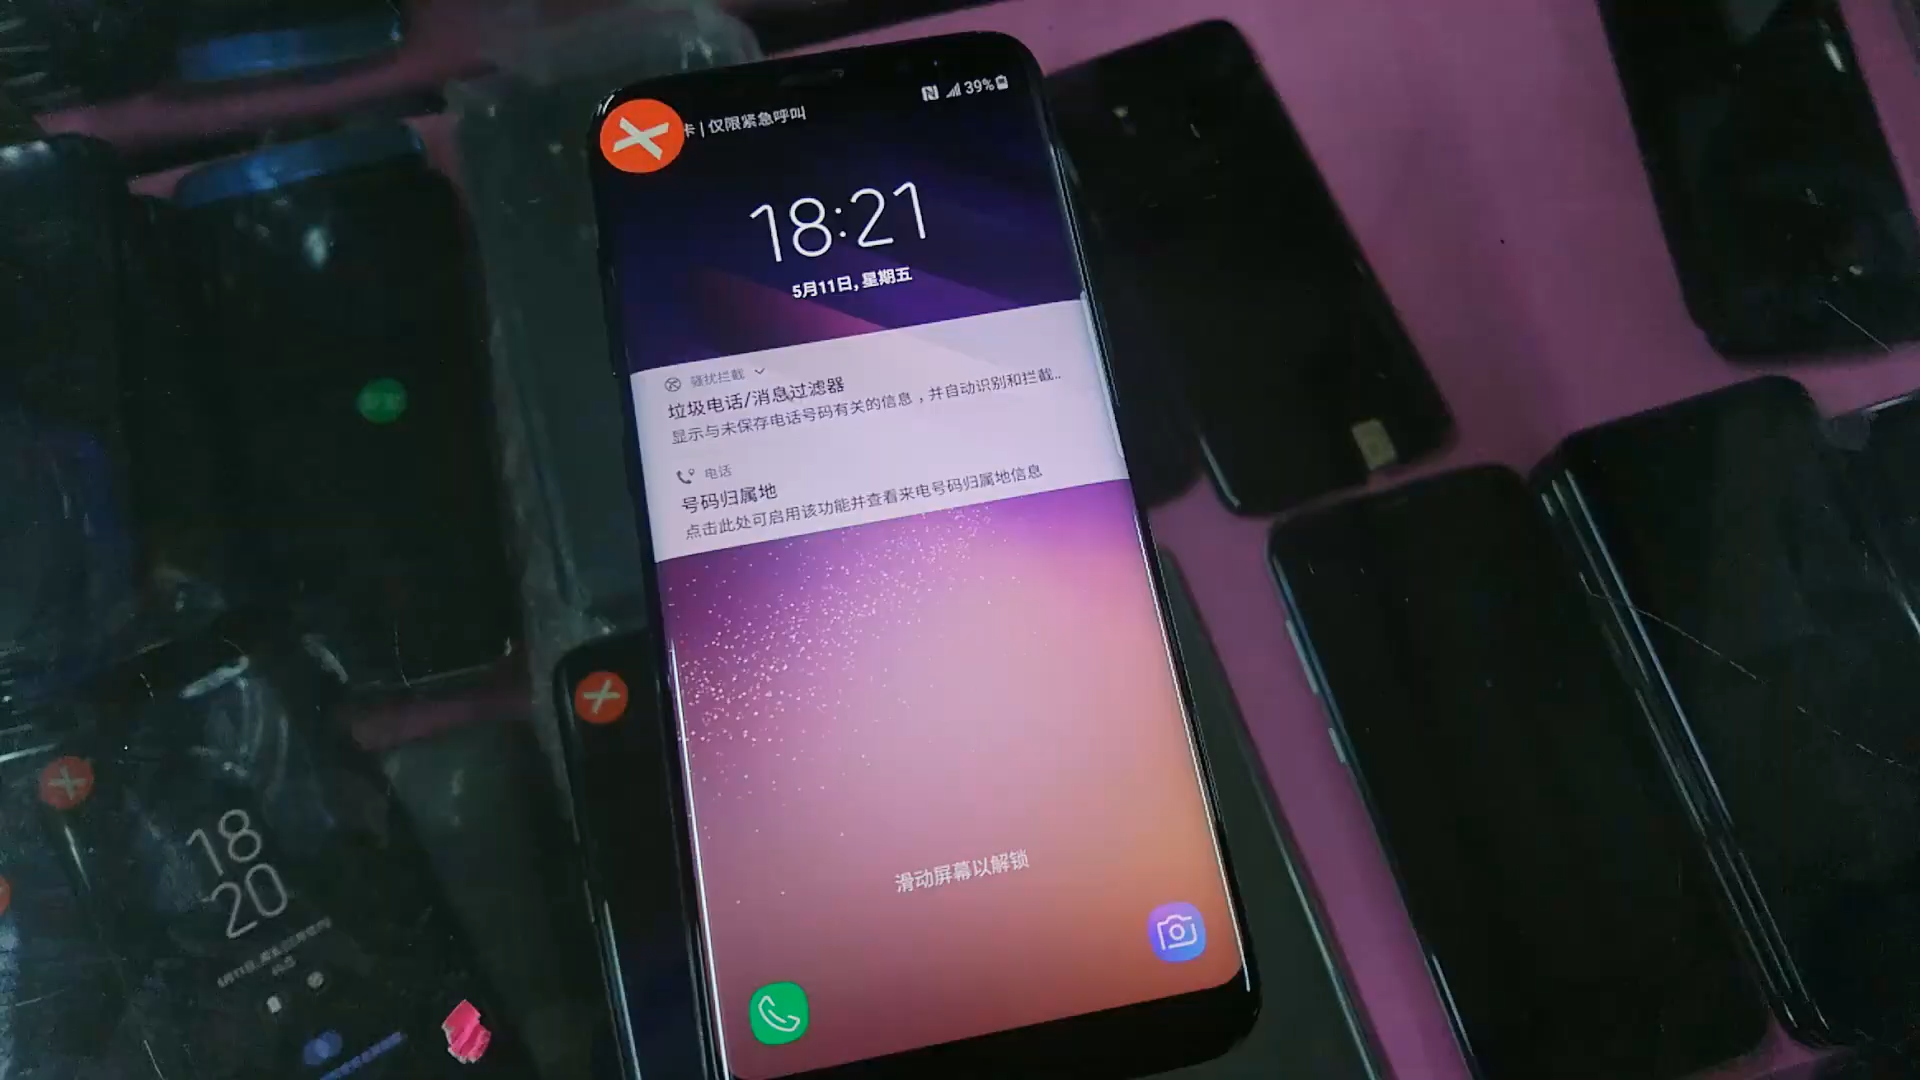 卡 | 仅限紧急呼叫
39%
18:21
5月11日, 星期五
骚扰拦截
垃圾电话/消息过滤器
显示与未保存电话号码有关的信息，并自动识别和拦截..
电话
号码归属地
点击此处可启用该功能并查看来电号码归属地信息
滑动屏幕以解锁
18
20